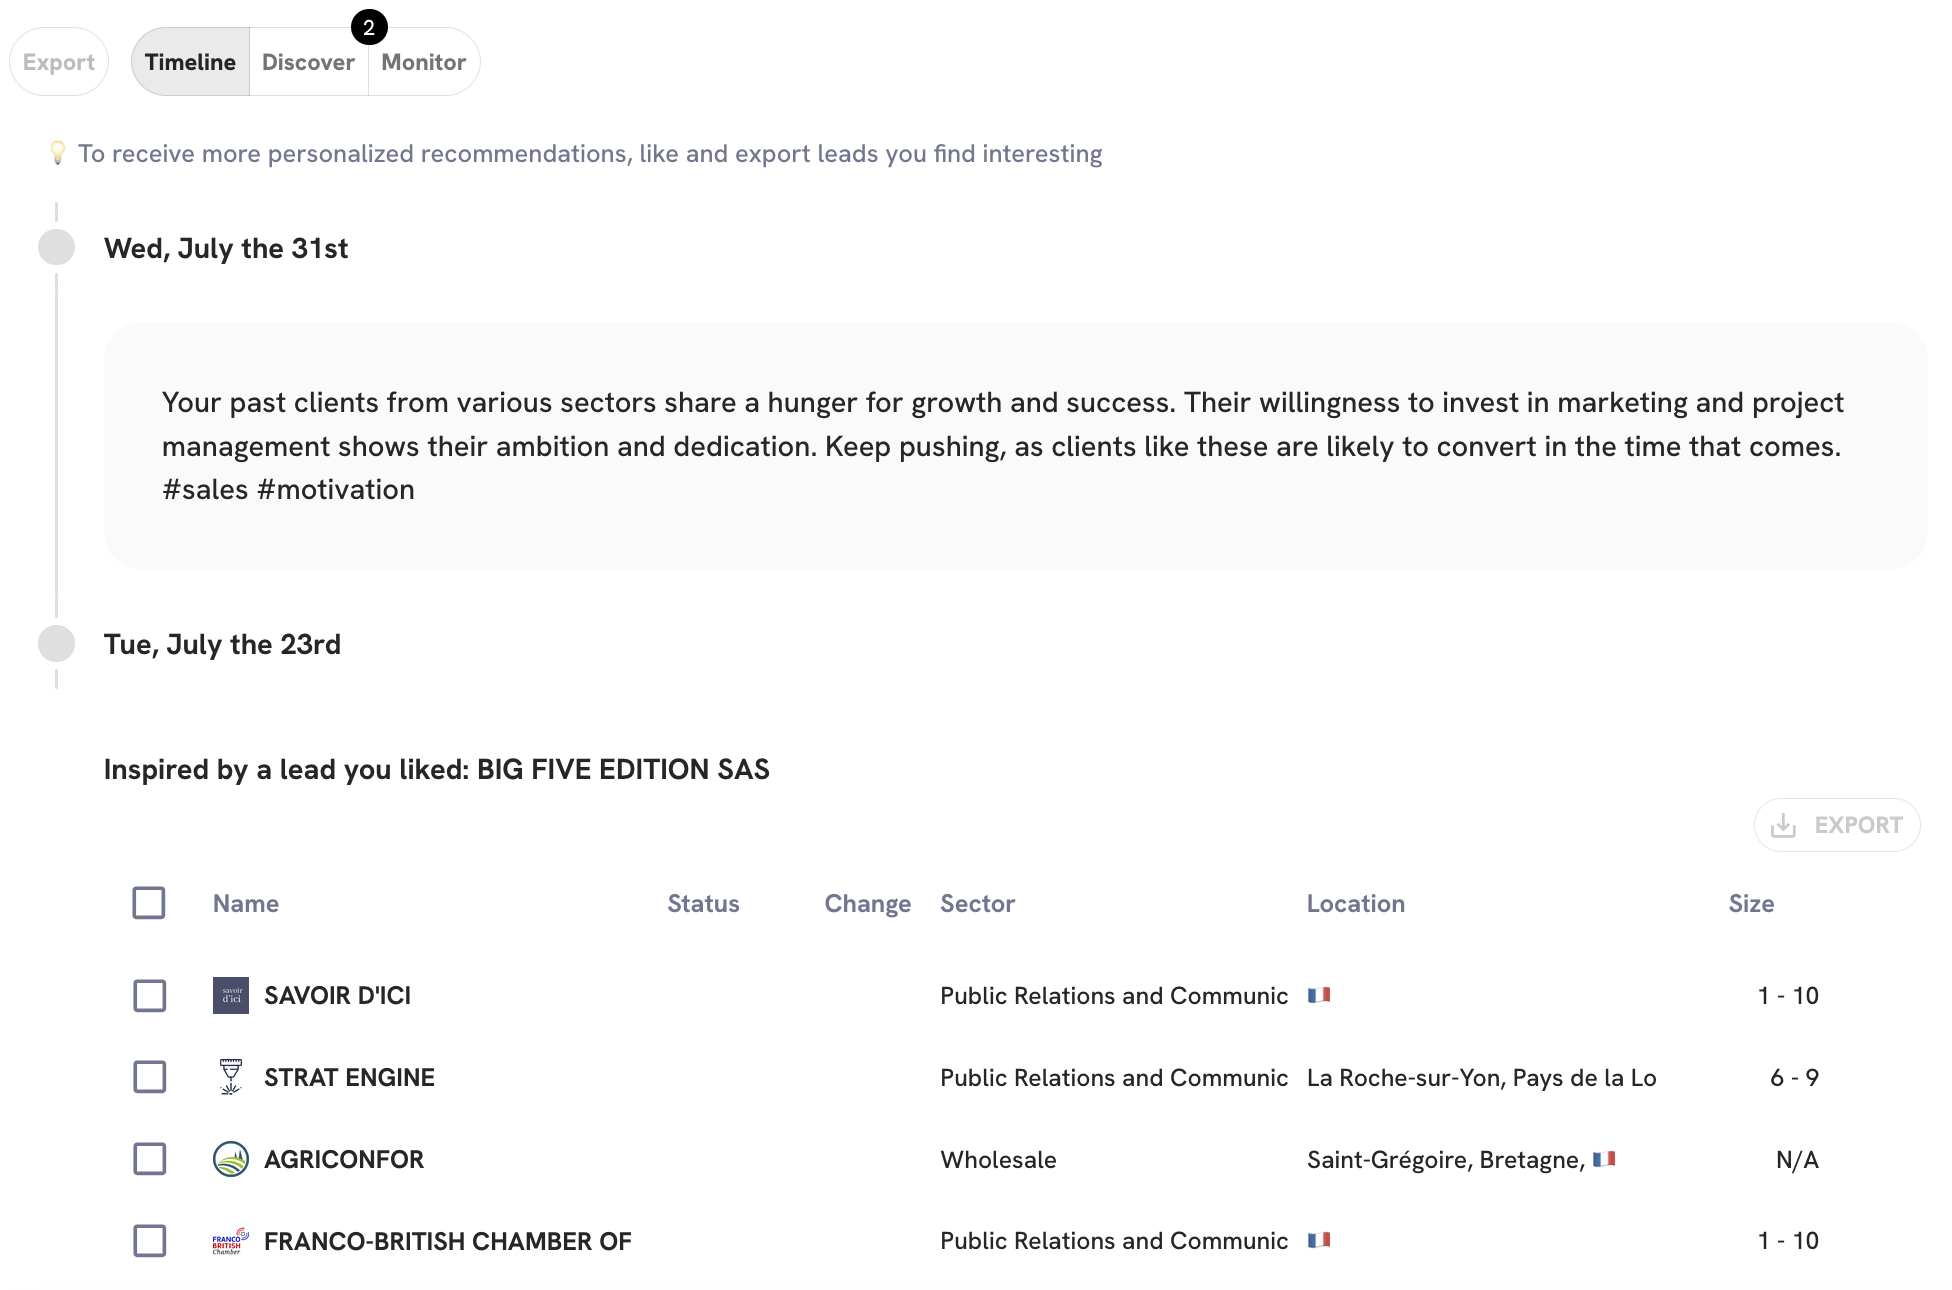 Export Timeline Discover 2 Monitor
To receive more personalized recommendations, like and export leads you find interesting
Wed, July the 31st
Your past clients from various sectors share a hunger for growth and success. Their willingness to invest in marketing and project
management shows their ambition and dedication. Keep pushing, as clients like these are likely to convert in the time that comes.
#sales #motivation
Tue, July the 23rd
Inspired by a lead you liked: BIG FIVE EDITION SAS
EXPORT
Name Status Change Sector Location Size
savoir
d'ici
SAVOIR D'ICI Public Relations and Communic 1 - 10
STRAT ENGINE Public Relations and Communic La Roche-sur-Yon, Pays de la Lo 6 - 9
AGRICONFOR Wholesale Saint-Grégoire, Bretagne, N/A
FRANCO
BRITISH
Chamber
FRANCO-BRITISH CHAMBER OF Public Relations and Communic 1 - 10